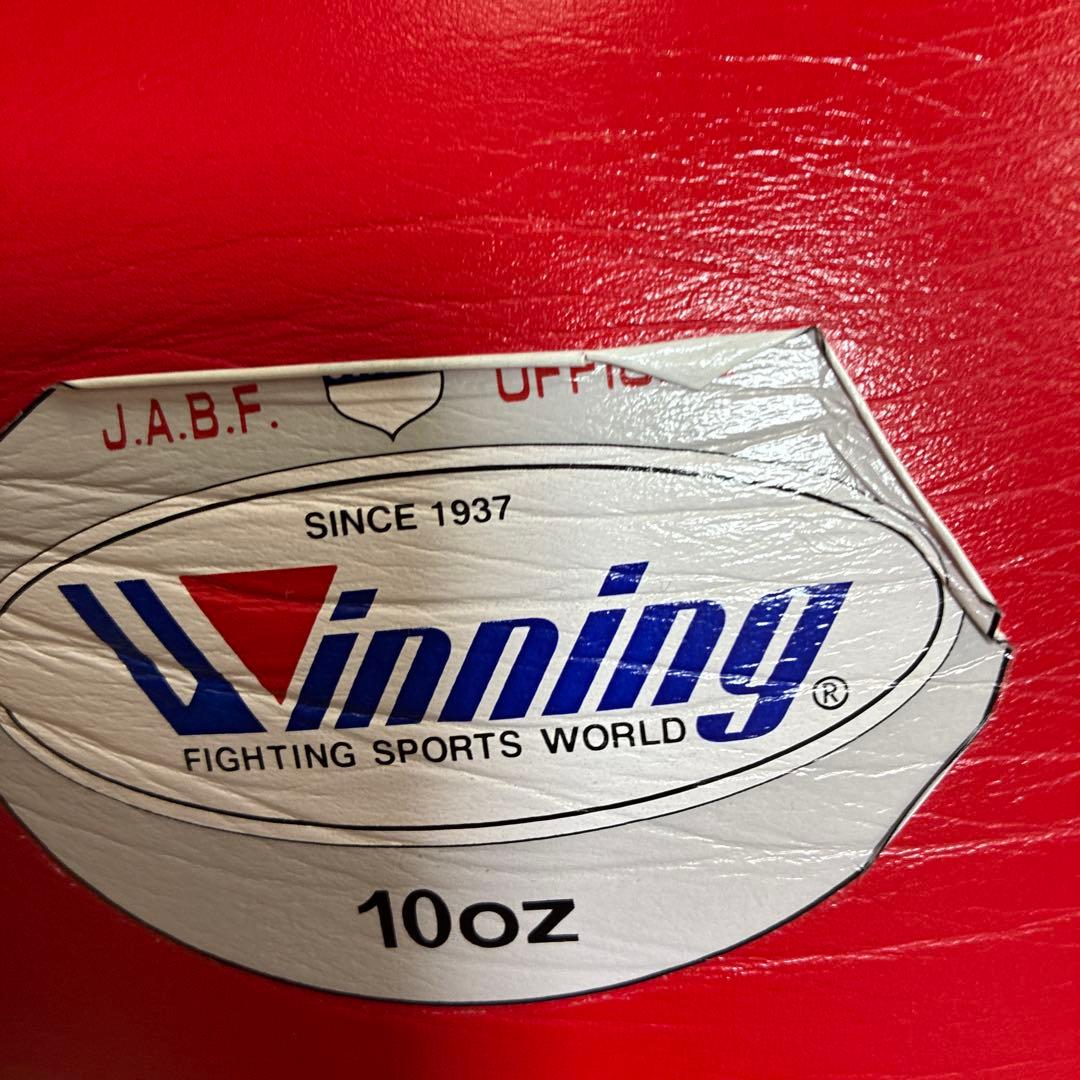 J.A.B.F.
SINCE 1937
Winning ®
FIGHTING SPORTS WORLD
10oz